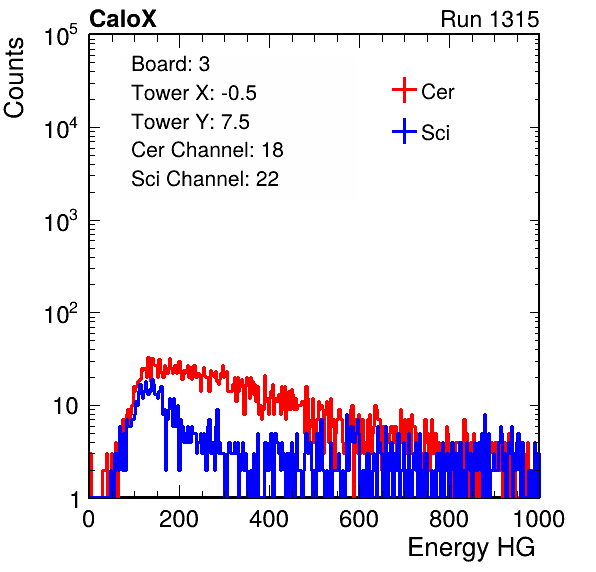 CaloX Run 1315
Board: 3
Tower X: -0.5
Tower Y: 7.5
Cer Channel: 18
Sci Channel: 22
Cer
Sci
Counts
10^5
10^4
10^3
10^2
10
1
0 200 400 600 800 1000
Energy HG